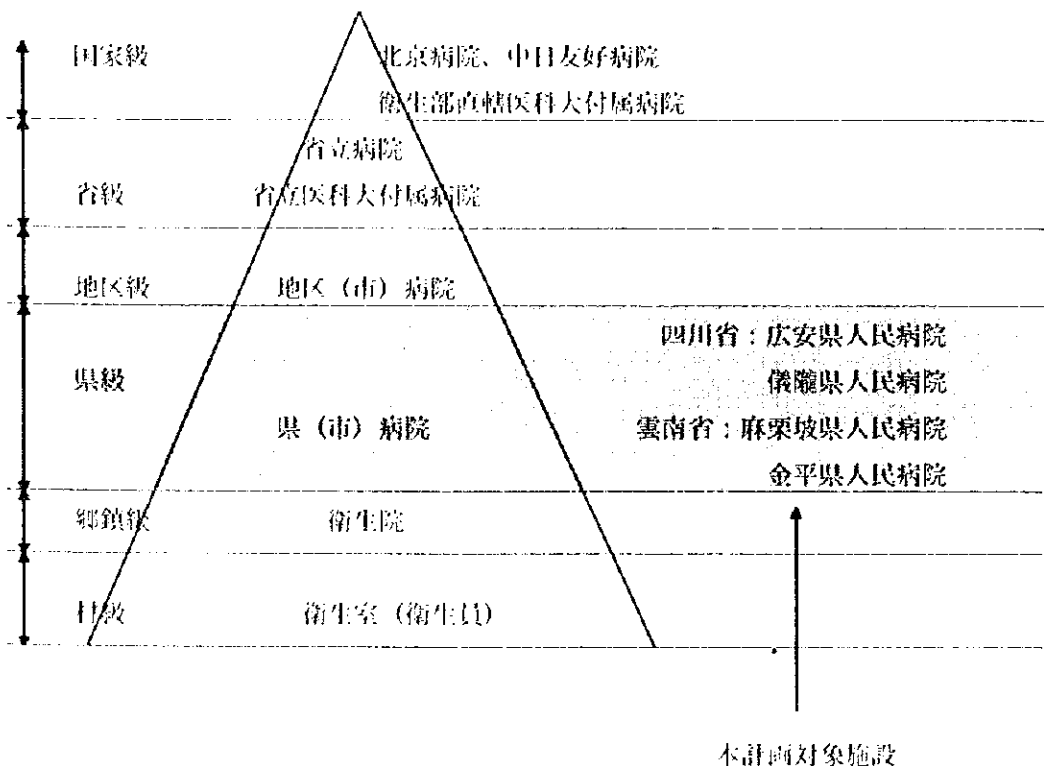 国家級 北京病院、中日友好病院
衛生部直轄医科大付属病院
省立病院
省級 省立医科大付属病院
地区級 地区（市）病院
四川省：広安県人民病院
県級 儀隴県人民病院
県（市）病院 雲南省：麻栗坡県人民病院
金平県人民病院
郷鎮級 衛生院
村級 衛生室（衛生員）
本計画対象施設